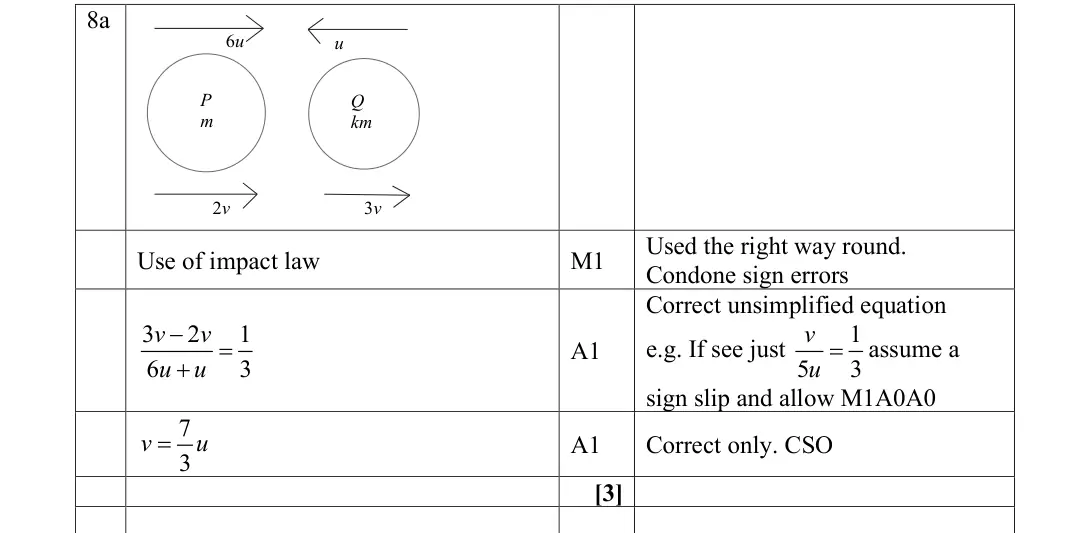 8a
6u
u
P
m
Q
km
2v
3v
Use of impact law
M1
Used the right way round.
Condone sign errors
(3v − 2v)/(6u + u) = 1/3
A1
Correct unsimplified equation
e.g. If see just v/5u = 1/3 assume a
sign slip and allow M1A0A0
v = 7/3 u
A1
Correct only. CSO
[3]